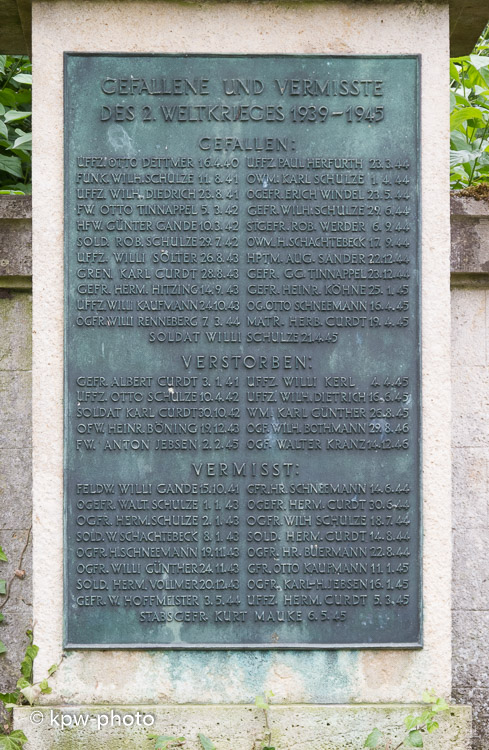 GEFALLENE UND VERMISSTE
DES 2. WELTKRIEGES 1939–1945
GEFALLEN:
UFFZ. OTTO DETTMER 16.4.40
FUNK. WILH. SCHULZE 11.8.41
UFFZ. WILH. DIEDRICH 23.8.41
FW. OTTO TINNAPPEL 5.3.42
HFW. GÜNTER GANDE 10.3.42
SOLD. ROB. SCHULZE 29.7.42
UFFZ. WILLI SÖLTER 26.8.43
GREN. KARL CURDT 28.8.43
GEFR. HERM. HITZING 14.9.43
UFFZ. WILLI KAUFMANN 24.10.43
OGFR. WILLI RENNEBERG 7.3.44
UFFZ. PAUL HERFURTH 23.3.44
OWM. KARL SCHULZE 1.4.44
OGEFR. ERICH WINDEL 23.5.44
GEFR. WILH. SCHULZE 29.6.44
STGEFR. ROB. WERDER 6.9.44
OWM. H. SCHACHTEBECK 17.9.44
HPTM. AUG. SANDER 22.12.44
GEFR. GG. TINNAPPEL 23.12.44
GEFR. HEINR. KÖHNE 25.1.45
OG. OTTO SCHNEEMANN 16.4.45
MATR. HERB. CURDT 19.4.45
SOLDAT WILLI SCHULZE 21.4.45
VERSTORBEN:
GEFR. ALBERT CURDT 3.1.41
UFFZ. OTTO SCHULZE 10.4.42
SOLDAT KARL CURDT 30.10.42
OFW. HEINR. BÖNING 19.12.43
FW. ANTON JEBSEN 2.2.45
UFFZ. WILLI KERL 4.4.45
UFFZ. WILH. DIETRICH 16.6.45
WM. KARL GÜNTHER 26.8.45
OGF. WILH. BOTHMANN 29.8.46
OGF. WALTER KRANZ 14.12.46
VERMISST:
FELDW. WILLI GANDE 15.10.41
OGEFR. WALT. SCHULZE 1.1.43
OGFR. HERM. SCHULZE 2.1.43
SOLD. W. SCHACHTEBECK 8.1.43
OGFR. H. SCHNEEMANN 19.11.43
OGFR. WILLI GÜNTHER 24.11.43
SOLD. HERM. VOLLMER 20.12.43
GEFR. W. HOFFMEISTER 3.5.44
GFR. HR. SCHNEEMANN 14.6.44
OGEFR. HERM. CURDT 30.6.44
OGFR. WILH. SCHULZE 18.7.44
SOLD. HERM. CURDT 14.8.44
OGFR. HR. BUERMANN 22.8.44
GFR. OTTO KAUFMANN 11.1.45
OGFR. KARL-H. JEBSEN 16.1.45
UFFZ. HERM. CURDT 5.3.45
STABSGEFR. KURT MAUKE 6.5.45
© kpw-photo